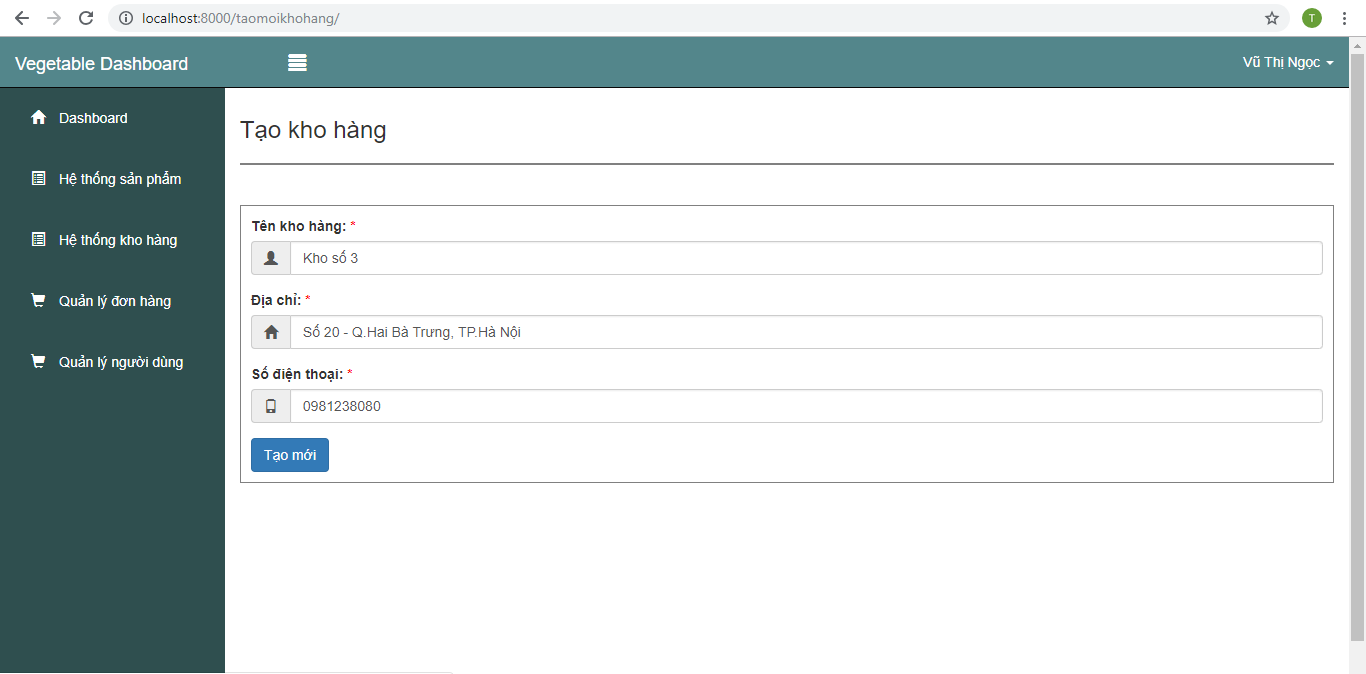 localhost:8000/taomoikhohang/
T
Vegetable Dashboard
Vũ Thị Ngọc
Dashboard
Hệ thống sản phẩm
Hệ thống kho hàng
Quản lý đơn hàng
Quản lý người dùng
Tạo kho hàng
Tên kho hàng: *
Kho số 3
Địa chỉ: *
Số 20 - Q.Hai Bà Trưng, TP.Hà Nội
Số điện thoại: *
0981238080
Tạo mới